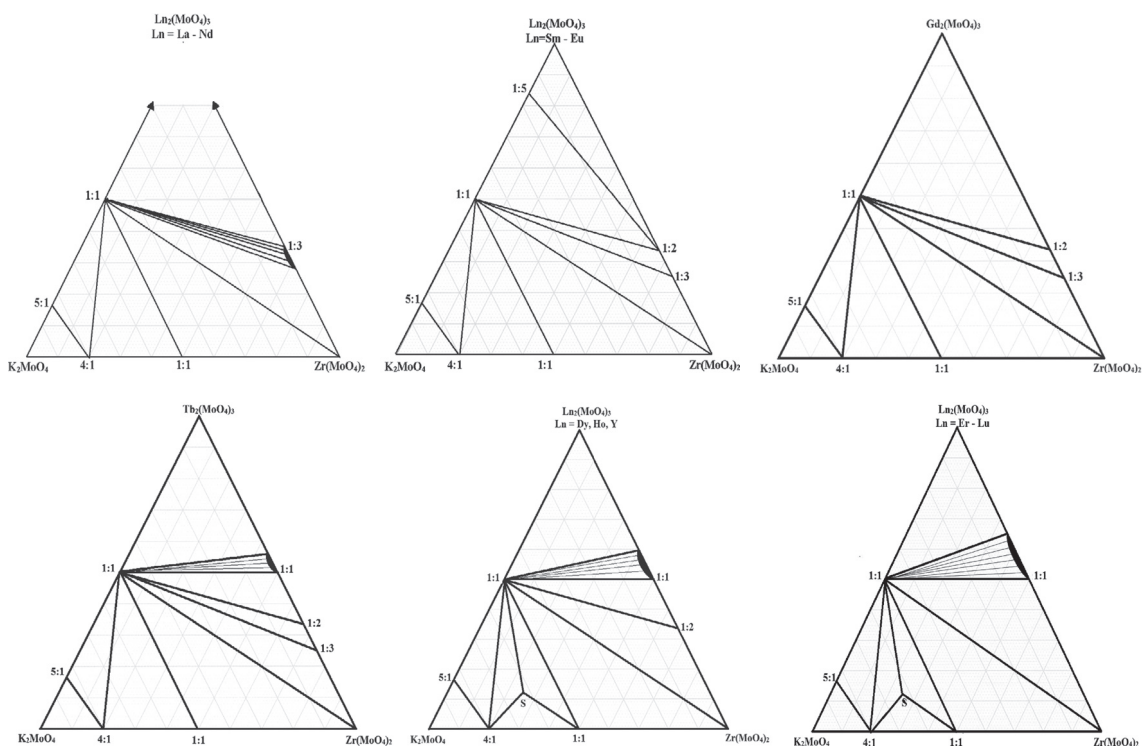 Ln₂(MoO₄)₃
Ln = La - Nd
1:1
1:3
5:1
K₂MoO₄
4:1
1:1
Zr(MoO₄)₂
Ln₂(MoO₄)₃
Ln=Sm - Eu
1:5
1:1
1:2
1:3
5:1
K₂MoO₄
4:1
1:1
Zr(MoO₄)₂
Gd₂(MoO₄)₃
1:1
1:2
1:3
5:1
K₂MoO₄
4:1
1:1
Zr(MoO₄)₂
Tb₂(MoO₄)₃
1:1
1:1
1:2
1:3
5:1
K₂MoO₄
4:1
1:1
Zr(MoO₄)₂
Ln₂(MoO₄)₃
Ln = Dy, Ho, Y
1:1
1:1
1:2
5:1
S
K₂MoO₄
4:1
1:1
Zr(MoO₄)₂
Ln₂(MoO₄)₃
Ln = Er - Lu
1:1
1:1
5:1
S
K₂MoO₄
4:1
1:1
Zr(MoO₄)₂